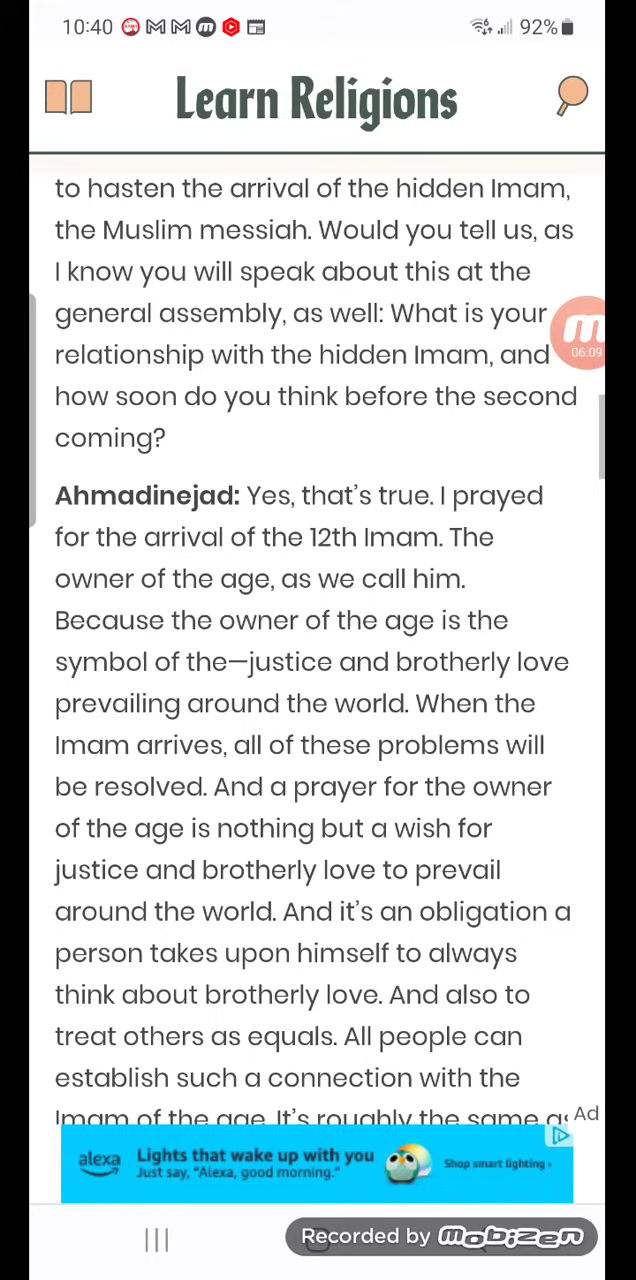 10:40 92%
Learn Religions
to hasten the arrival of the hidden Imam,
the Muslim messiah. Would you tell us, as
I know you will speak about this at the
general assembly, as well: What is your
relationship with the hidden Imam, and
06:09
how soon do you think before the second
coming?
Ahmadinejad: Yes, that’s true. I prayed
for the arrival of the 12th Imam. The
owner of the age, as we call him.
Because the owner of the age is the
symbol of the—justice and brotherly love
prevailing around the world. When the
Imam arrives, all of these problems will
be resolved. And a prayer for the owner
of the age is nothing but a wish for
justice and brotherly love to prevail
around the world. And it’s an obligation a
person takes upon himself to always
think about brotherly love. And also to
treat others as equals. All people can
establish such a connection with the
Imam of the age. It’s roughly the same as
Ad
alexa
Lights that wake up with you
Just say, “Alexa, good morning.”
Shop smart lighting ›
Recorded by mobizen